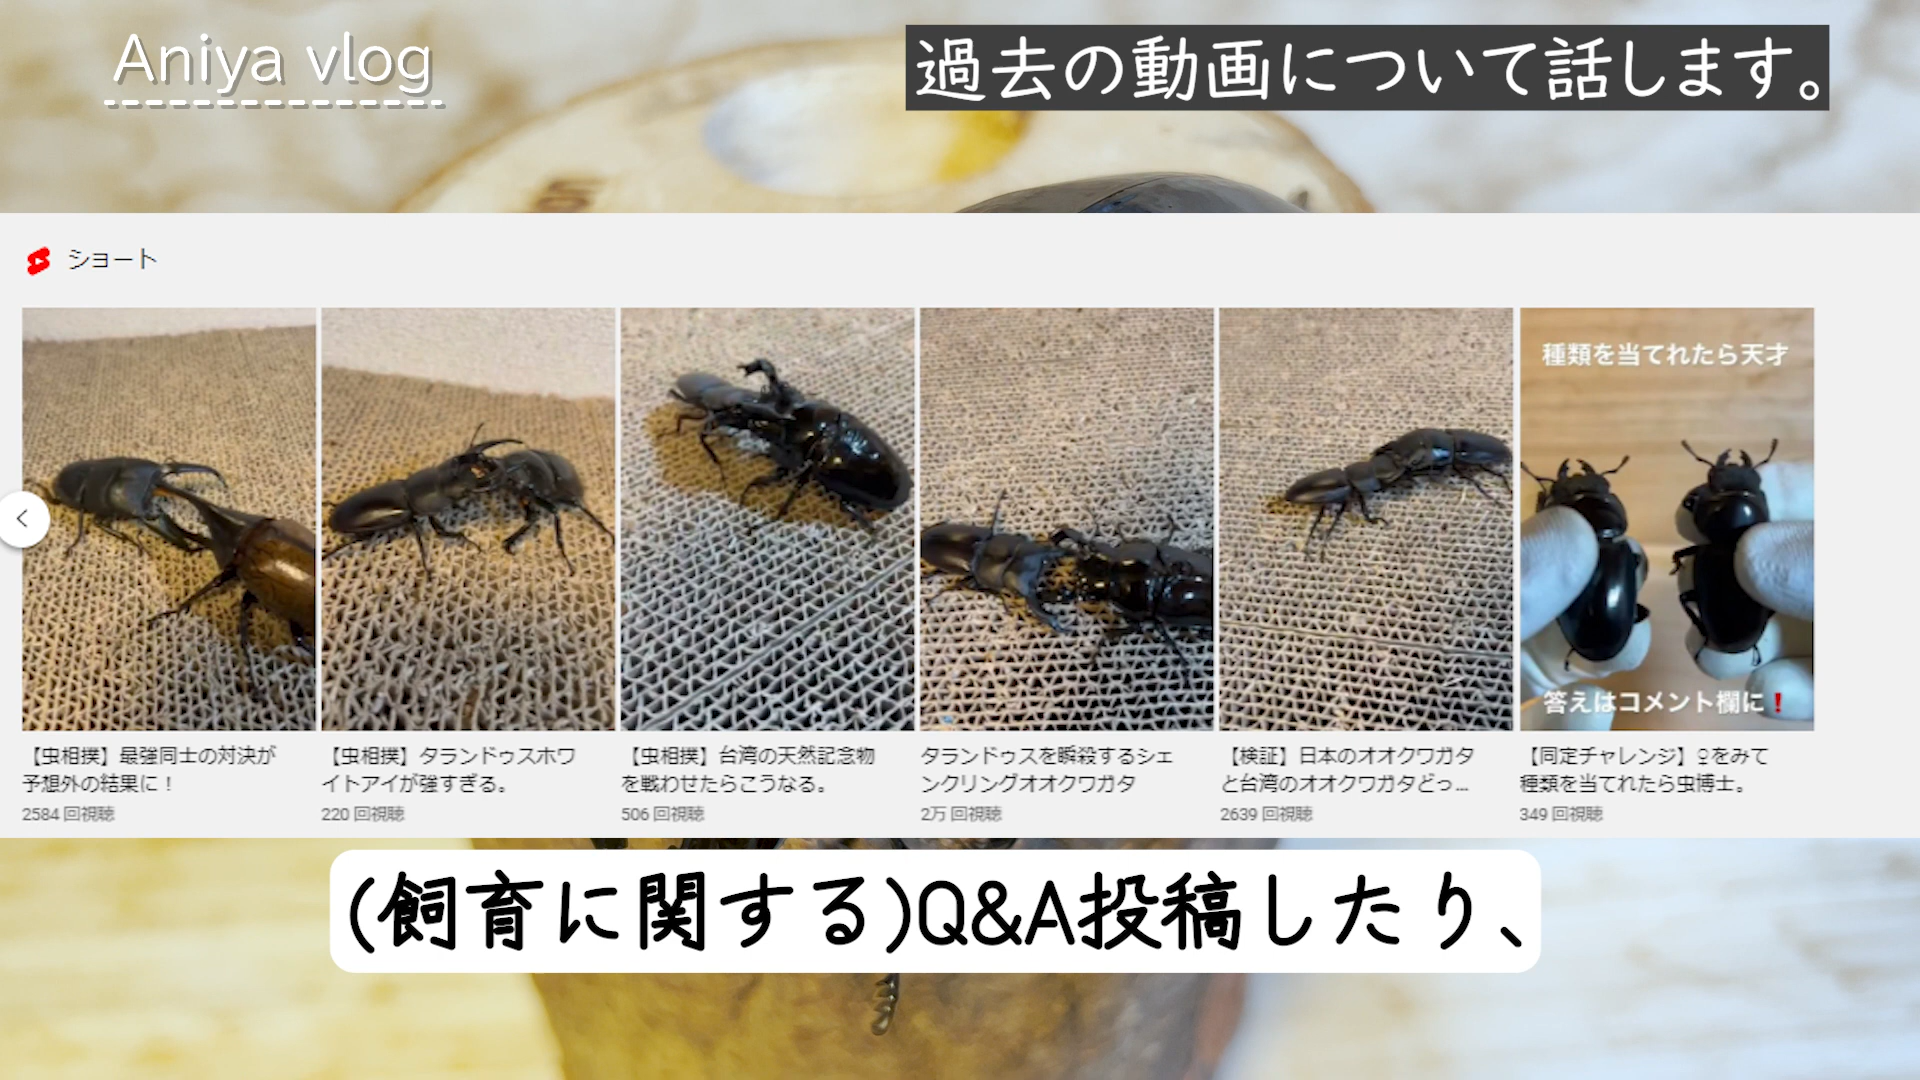 Aniya vlog
過去の動画について話します。
ショート
種類を当てれたら天才
答えはコメント欄に❗
【虫相撲】最強同士の対決が
予想外の結果に！
2584 回視聴
【虫相撲】タランドゥスホワ
イトアイが強すぎる。
220 回視聴
【虫相撲】台湾の天然記念物
を戦わせたらこうなる。
506 回視聴
タランドゥスを瞬殺するシェ
ンクリングオオクワガタ
2万 回視聴
【検証】日本のオオクワガタ
と台湾のオオクワガタどっ...
2639 回視聴
【同定チャレンジ】♀をみて
種類を当てれたら虫博士。
349 回視聴
(飼育に関する)Q&A投稿したり、